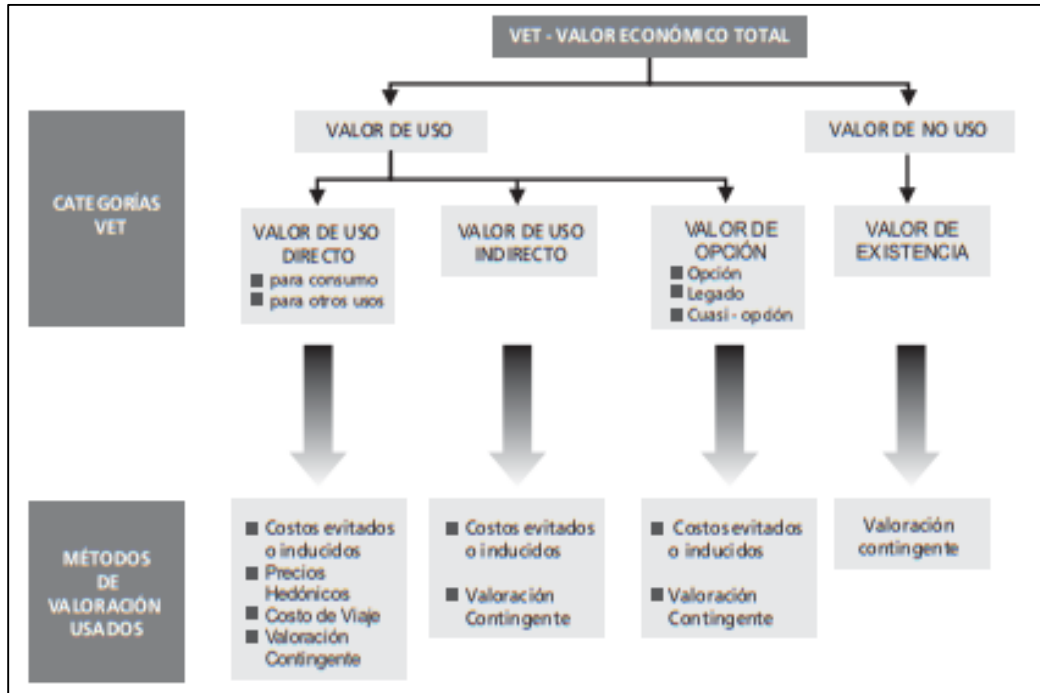 VET - VALOR ECONÓMICO TOTAL
CATEGORÍAS
VET
VALOR DE USO
VALOR DE NO USO
VALOR DE USO
DIRECTO
para consumo
para otros usos
VALOR DE USO
INDIRECTO
VALOR DE
OPCIÓN
Opción
Legado
Cuasi - opción
VALOR DE
EXISTENCIA
MÉTODOS
DE
VALORACIÓN
USADOS
Costos evitados
o inducidos
Precios
Hedónicos
Costo de Viaje
Valoración
Contingente
Costos evitados
o inducidos
Valoración
Contingente
Costos evitados
o inducidos
Valoración
Contingente
Valoración
contingente